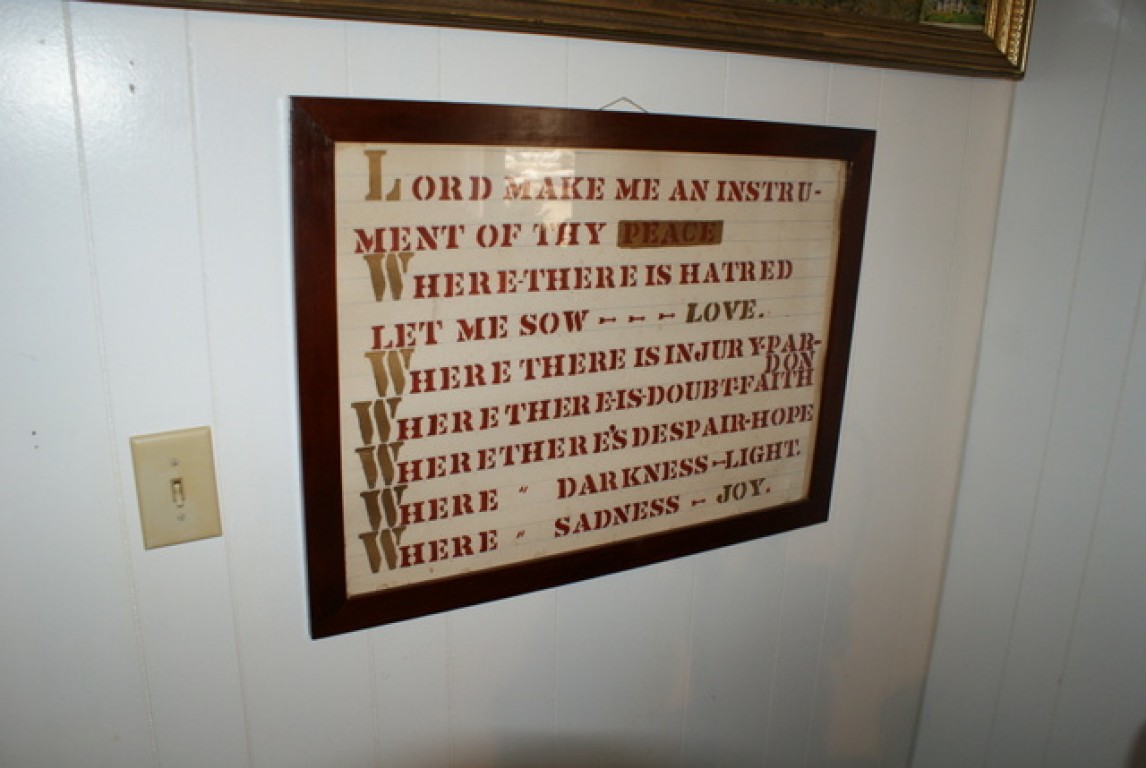 LORD MAKE ME AN INSTRU-
MENT OF THY PEACE
WHERE-THERE IS HATRED
LET ME SOW - - - LOVE.
WHERE THERE IS INJURY-PAR-
DON
WHERE THERE-IS-DOUBT-FAITH
WHERE THERE'S DESPAIR-HOPE
WHERE " DARKNESS-LIGHT.
WHERE " SADNESS - JOY.